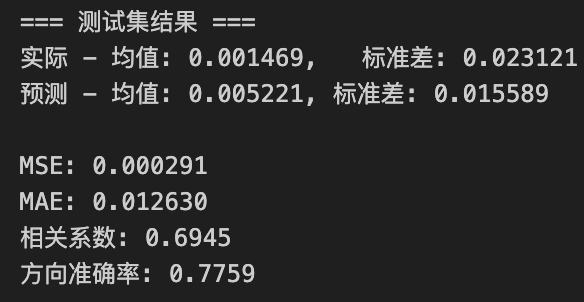 === 测试集结果 ===
实际 - 均值: 0.001469, 标准差: 0.023121
预测 - 均值: 0.005221, 标准差: 0.015589
MSE: 0.000291
MAE: 0.012630
相关系数: 0.6945
方向准确率: 0.7759